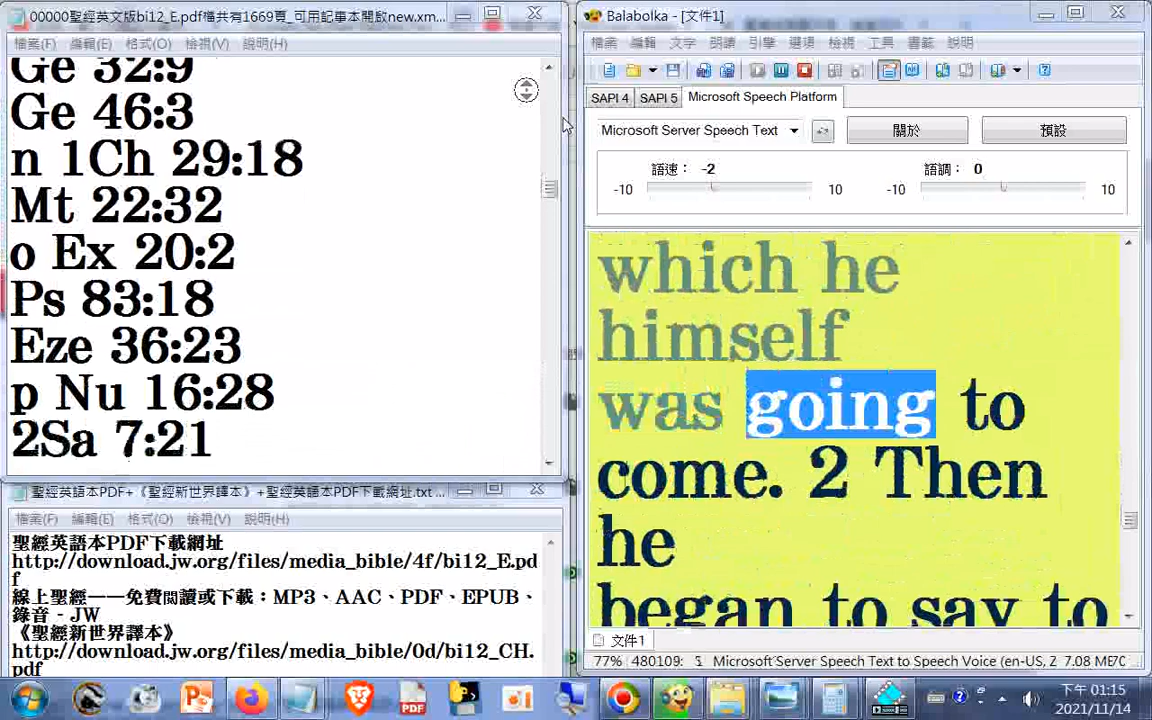 00000聖經英文版bi12_E.pdf檔共有1669頁_可用記事本開啟new.xm...
檔案(F) 編輯(E) 格式(O) 檢視(V) 說明(H)
Ge 32:9
Ge 46:3
n 1Ch 29:18
Mt 22:32
o Ex 20:2
Ps 83:18
Eze 36:23
p Nu 16:28
2Sa 7:21
聖經英語本PDF+《聖經新世界譯本》+聖經英語本PDF下載網址.txt ...
檔案(F) 編輯(E) 格式(O) 檢視(V) 說明(H)
聖經英語本PDF下載網址
http://download.jw.org/files/media_bible/4f/bi12_E.pd
f
線上聖經——免費閱讀或下載：MP3、AAC、PDF、EPUB、
錄音 - JW
《聖經新世界譯本》
http://download.jw.org/files/media_bible/0d/bi12_CH.
pdf
Balabolka - [文件1]
檔案 編輯 文字 朗讀 引擎 選項 檢視 工具 書籤 說明
SAPI 4 SAPI 5 Microsoft Speech Platform
Microsoft Server Speech Text 關於 預設
語速： -2 語調： 0
-10 10 -10 10
which he
himself
was going to
come. 2 Then
he
began to say to
文件1
77% 480109: 1 Microsoft Server Speech Text to Speech Voice (en-US, Z 7.08 ME
下午 01:15
2021/11/14